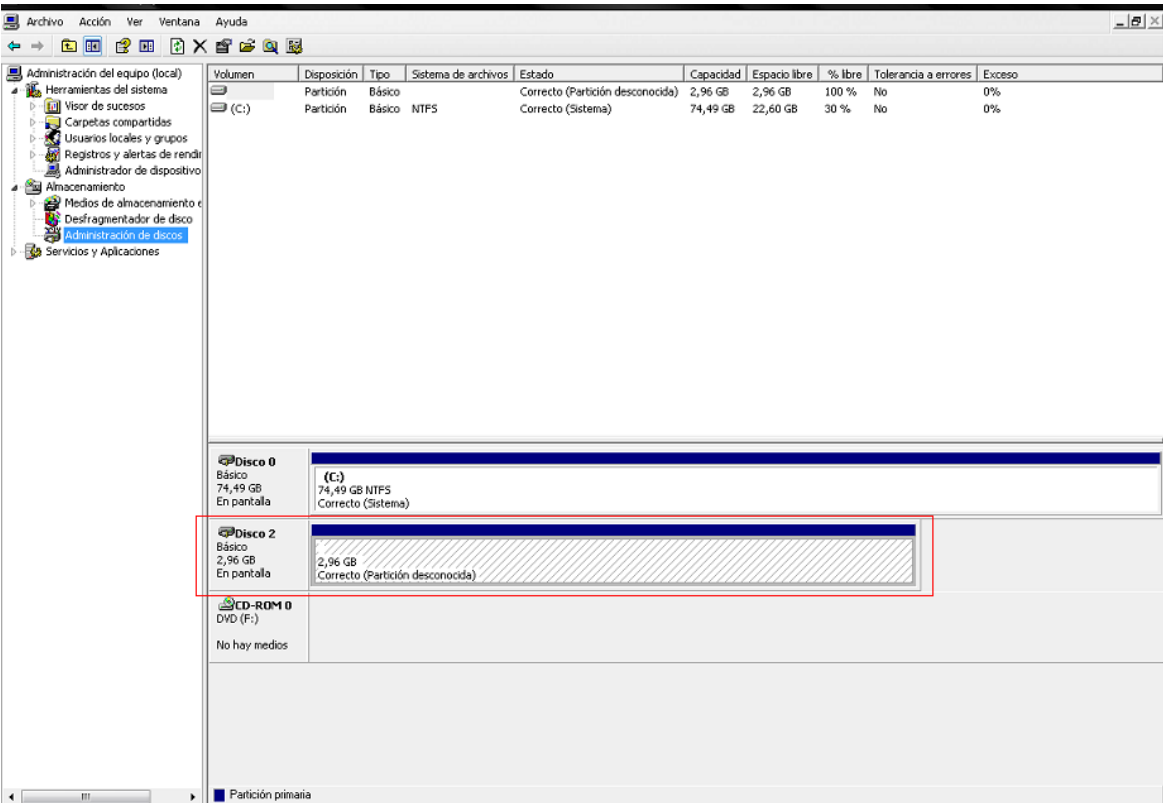 Archivo Acción Ver Ventana Ayuda
Administración del equipo (local)
Herramientas del sistema
Visor de sucesos
Carpetas compartidas
Usuarios locales y grupos
Registros y alertas de rendir
Administrador de dispositivo
Almacenamiento
Medios de almacenamiento e
Desfragmentador de disco
Administración de discos
Servicios y Aplicaciones
Volumen Disposición Tipo Sistema de archivos Estado Capacidad Espacio libre % libre Tolerancia a errores Exceso
Partición Básico Correcto (Partición desconocida) 2,96 GB 2,96 GB 100 % No 0%
(C:) Partición Básico NTFS Correcto (Sistema) 74,49 GB 22,60 GB 30 % No 0%
Disco 0
Básico
74,49 GB
En pantalla
(C:)
74,49 GB NTFS
Correcto (Sistema)
Disco 2
Básico
2,96 GB
En pantalla
2,96 GB
Correcto (Partición desconocida)
CD-ROM 0
DVD (F:)
No hay medios
Partición primaria